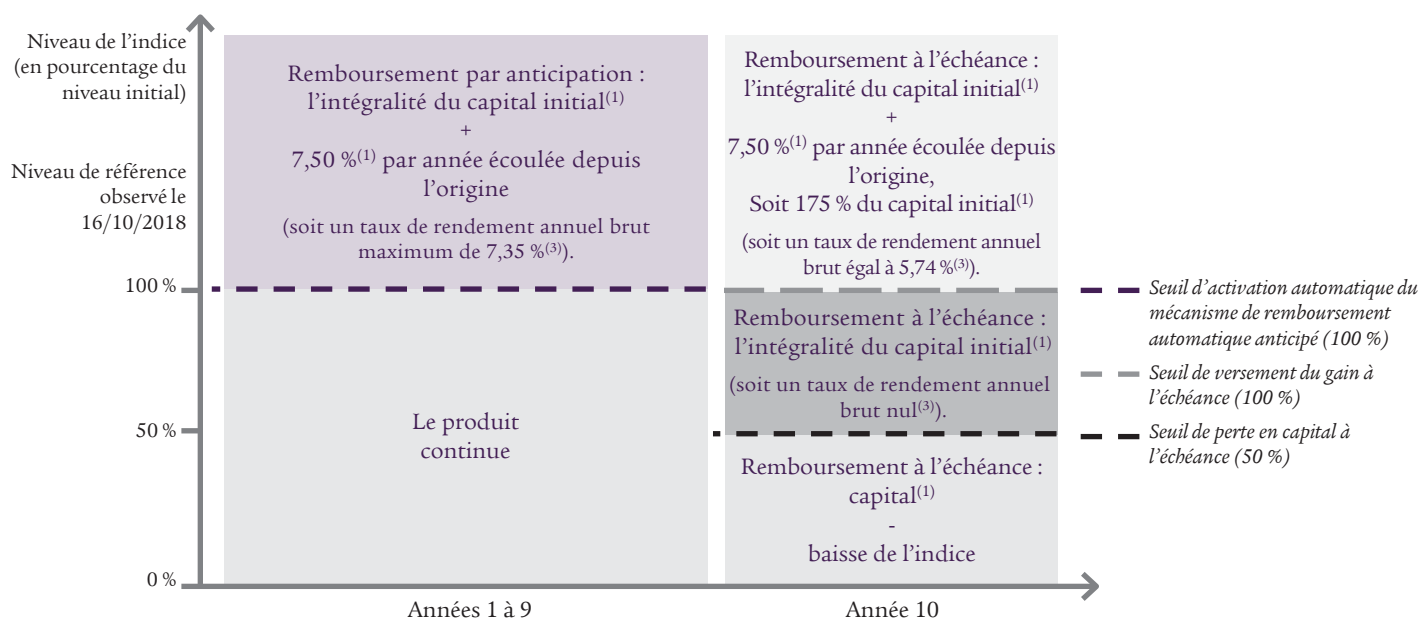 Niveau de l’indice
(en pourcentage du
niveau initial)
Niveau de référence
observé le
16/10/2018
100 %
50 %
0 %
Remboursement par anticipation :
l’intégralité du capital initial(1)
+
7,50 %(1) par année écoulée depuis
l’origine
(soit un taux de rendement annuel brut
maximum de 7,35 %(3)).
Le produit
continue
Années 1 à 9
Remboursement à l’échéance :
l’intégralité du capital initial(1)
+
7,50 %(1) par année écoulée depuis
l’origine,
Soit 175 % du capital initial(1)
(soit un taux de rendement annuel
brut égal à 5,74 %(3)).
Remboursement à l’échéance :
l’intégralité du capital initial(1)
(soit un taux de rendement annuel
brut nul(3)).
Remboursement à l’échéance :
capital(1)
-
baisse de l’indice
Année 10
Seuil d’activation automatique du
mécanisme de remboursement
automatique anticipé (100 %)
Seuil de versement du gain à
l’échéance (100 %)
Seuil de perte en capital à
l’échéance (50 %)